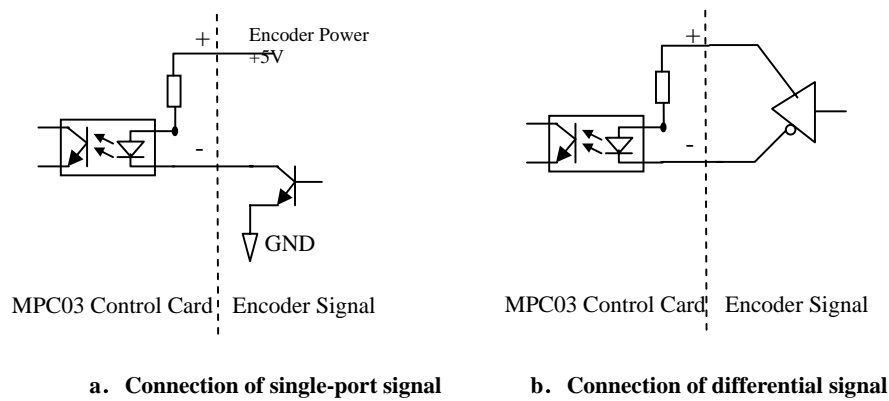 +
Encoder Power
+5V
-
GND
MPC03 Control Card
Encoder Signal
+
-
MPC03 Control Card
Encoder Signal
a．Connection of single-port signal
b．Connection of differential signal